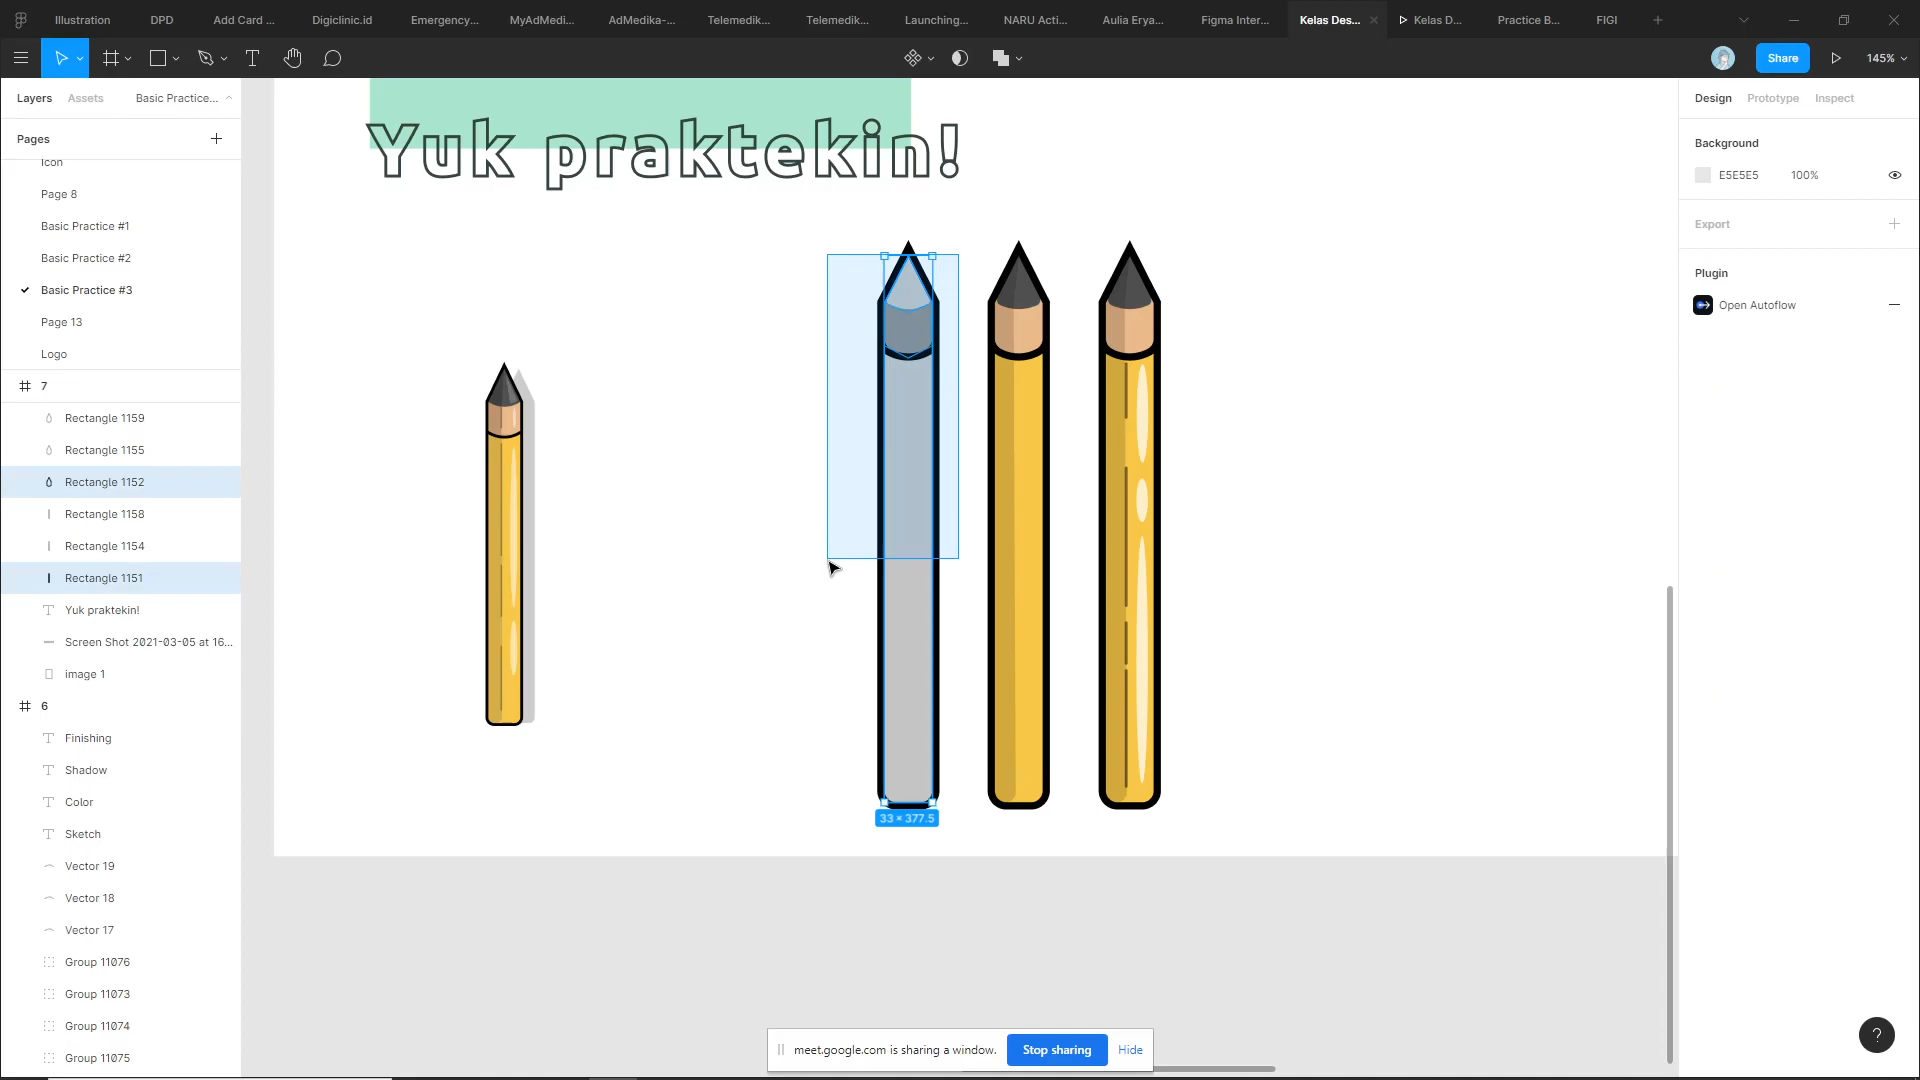 Illustration DPD Add Card ... Digiclinic.id Emergency... MyAdMedi... AdMedika-... Telemedik... Telemedik... Launching... NARU Acti... Aulia Erya... Figma Inter... Kelas Des... Kelas D... Practice B... FIGI
Share 145%
Layers Assets Basic Practice...
Pages
Icon
Page 8
Basic Practice #1
Basic Practice #2
Basic Practice #3
Page 13
Logo
7
Rectangle 1159
Rectangle 1155
Rectangle 1152
Rectangle 1158
Rectangle 1154
Rectangle 1151
Yuk praktekin!
Screen Shot 2021-03-05 at 16...
image 1
6
Finishing
Shadow
Color
Sketch
Vector 19
Vector 18
Vector 17
Group 11076
Group 11073
Group 11074
Group 11075
Yuk praktekin!
33 × 377.5
Design Prototype Inspect
Background
E5E5E5 100%
Export
Plugin
Open Autoflow
?
meet.google.com is sharing a window. Stop sharing Hide